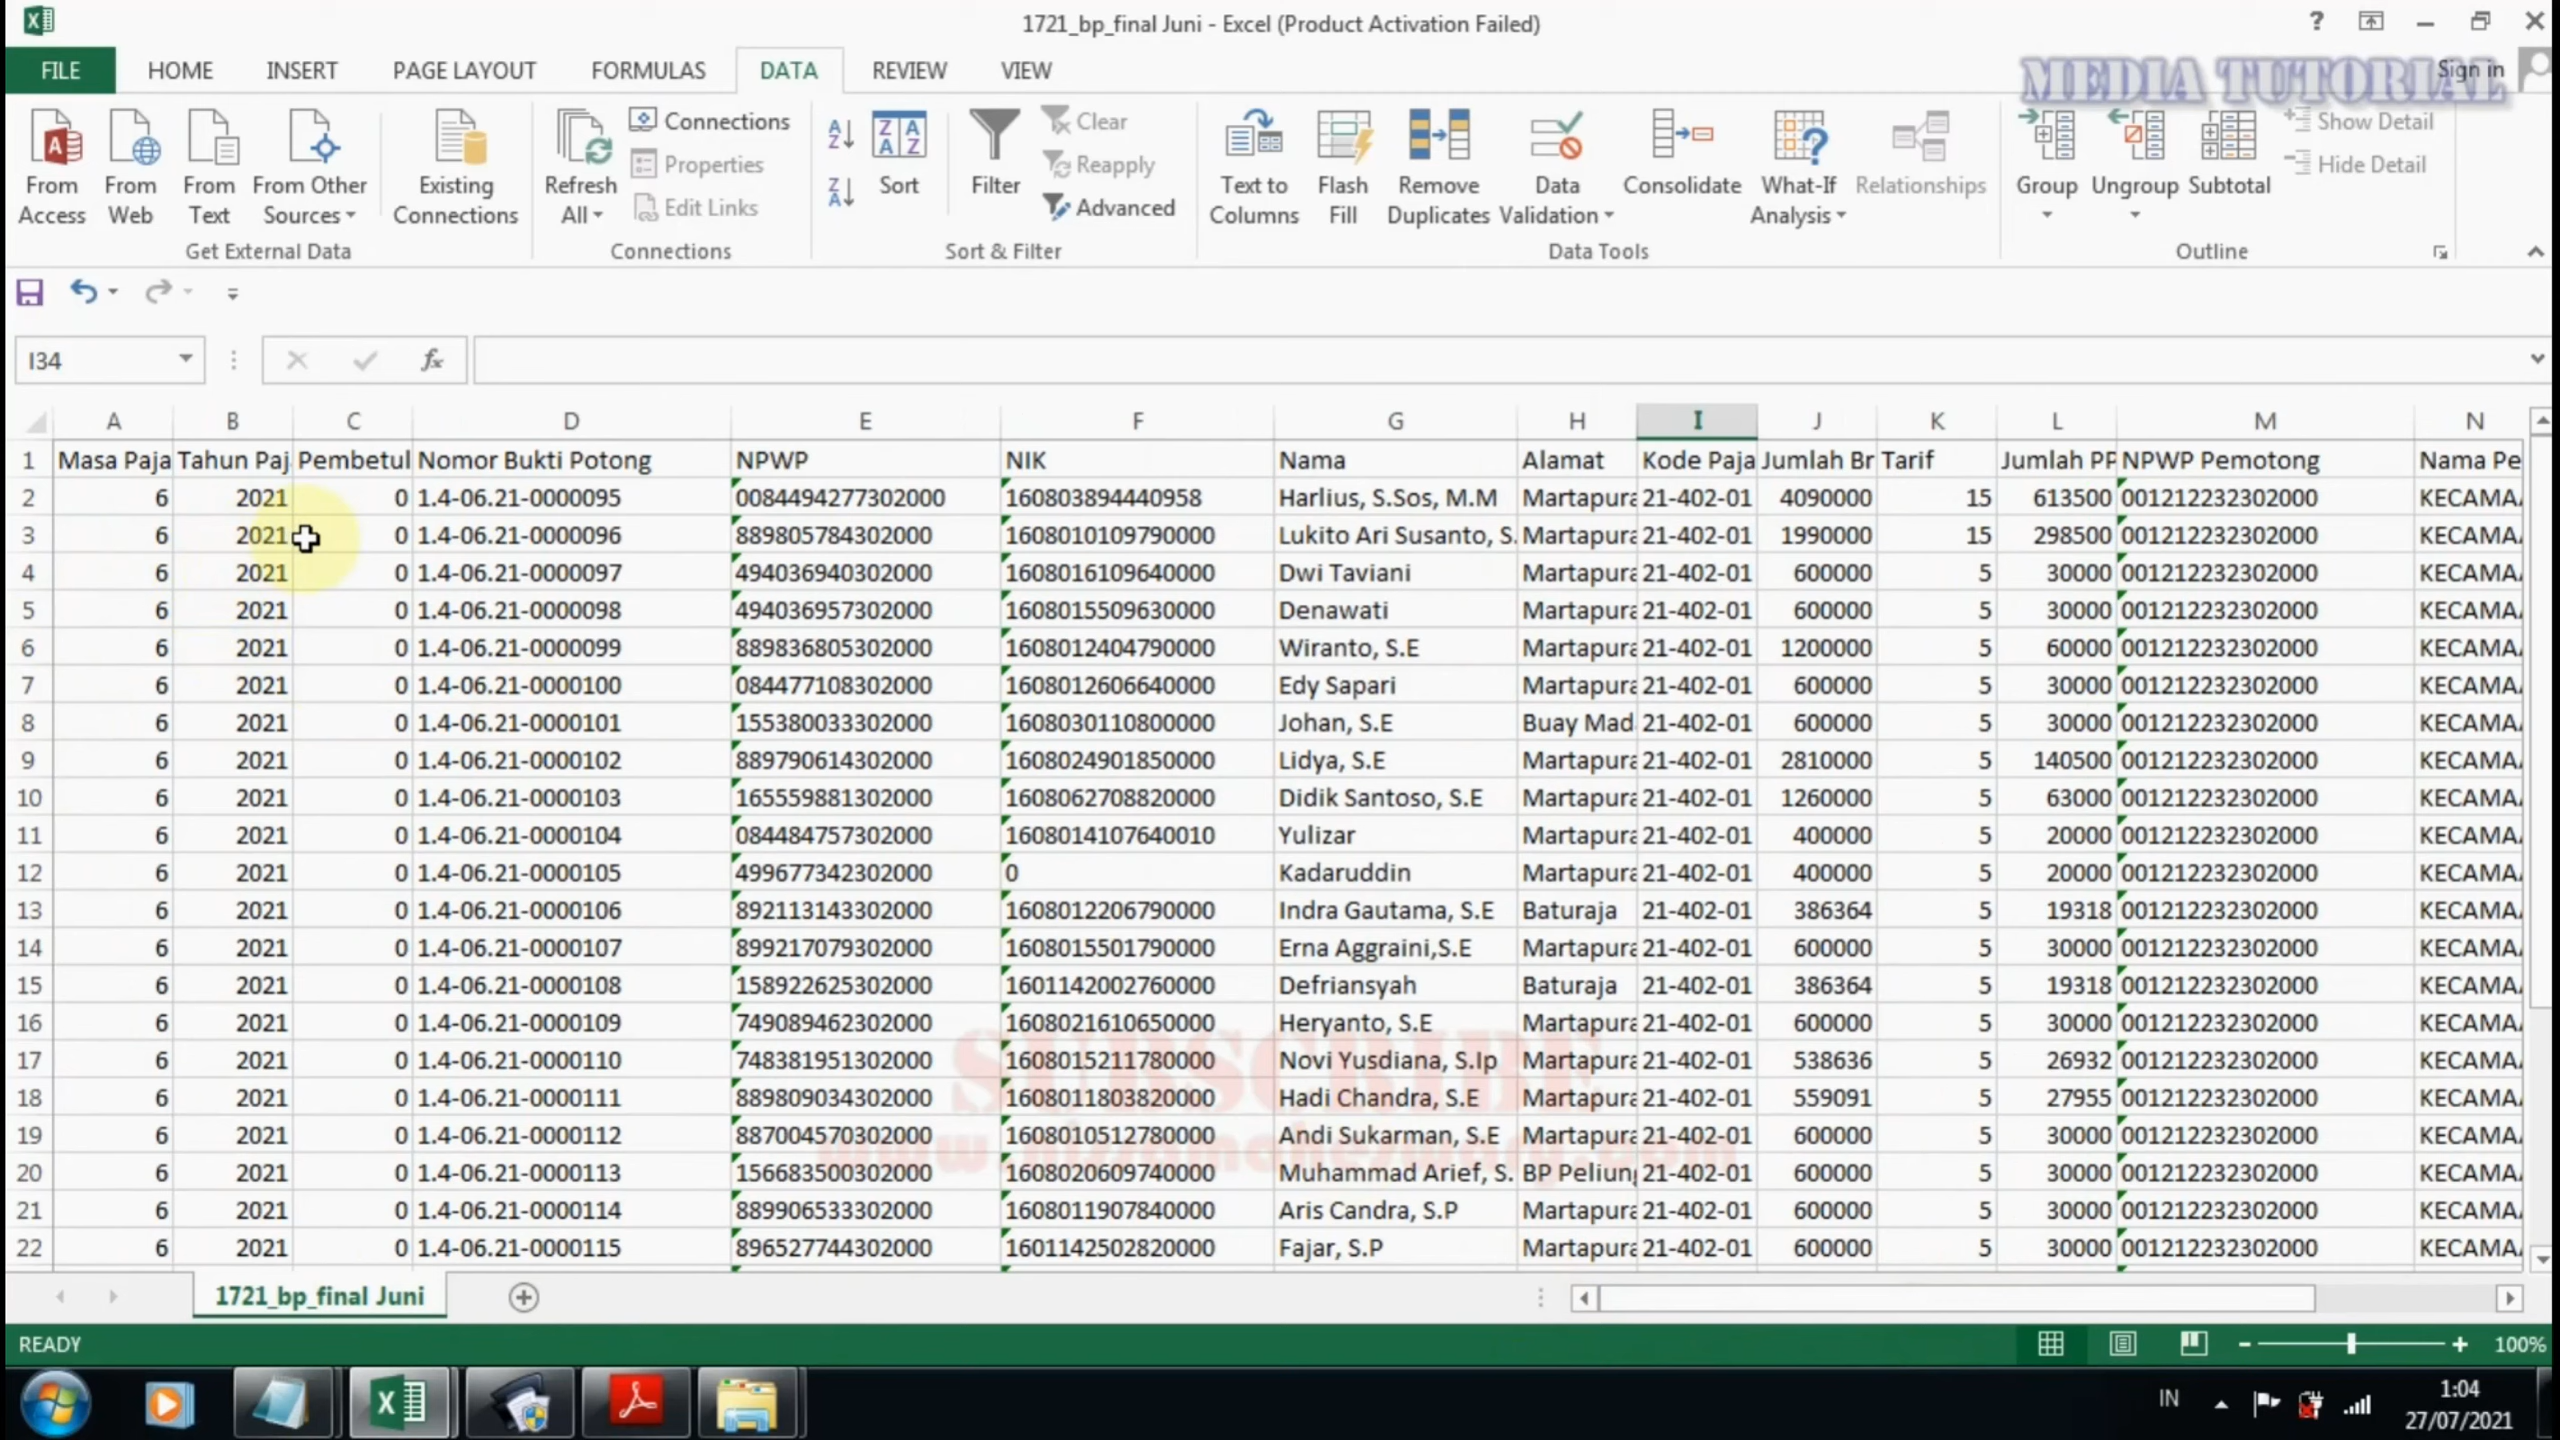 1721_bp_final Juni - Excel (Product Activation Failed)
FILE HOME INSERT PAGE LAYOUT FORMULAS DATA REVIEW VIEW Sign in
MEDIA TUTORIAL
From Access From Web From Text From Other Sources Existing Connections Refresh All Connections Properties Edit Links Sort Filter Clear Reapply Advanced Text to Columns Flash Fill Remove Duplicates Data Validation Consolidate What-If Analysis Relationships Group Ungroup Subtotal Show Detail Hide Detail
Get External Data Connections Sort & Filter Data Tools Outline
I34
A B C D E F G H I J K L M N
1 Masa Paja Tahun Paj Pembetul Nomor Bukti Potong NPWP NIK Nama Alamat Kode Paja Jumlah Br Tarif Jumlah PP NPWP Pemotong Nama Pe
2 6 2021 0 1.4-06.21-0000095 0084494277302000 160803894440958 Harlius, S.Sos, M.M Martapura 21-402-01 4090000 15 613500 001212232302000 KECAMA
3 6 2021 0 1.4-06.21-0000096 889805784302000 1608010109790000 Lukito Ari Susanto, S. Martapura 21-402-01 1990000 15 298500 001212232302000 KECAMA
4 6 2021 0 1.4-06.21-0000097 494036940302000 1608016109640000 Dwi Taviani Martapura 21-402-01 600000 5 30000 001212232302000 KECAMA
5 6 2021 0 1.4-06.21-0000098 494036957302000 1608015509630000 Denawati Martapura 21-402-01 600000 5 30000 001212232302000 KECAMA
6 6 2021 0 1.4-06.21-0000099 889836805302000 1608012404790000 Wiranto, S.E Martapura 21-402-01 1200000 5 60000 001212232302000 KECAMA
7 6 2021 0 1.4-06.21-0000100 084477108302000 1608012606640000 Edy Sapari Martapura 21-402-01 600000 5 30000 001212232302000 KECAMA
8 6 2021 0 1.4-06.21-0000101 155380033302000 1608030110800000 Johan, S.E Buay Mad 21-402-01 600000 5 30000 001212232302000 KECAMA
9 6 2021 0 1.4-06.21-0000102 889790614302000 1608024901850000 Lidya, S.E Martapura 21-402-01 2810000 5 140500 001212232302000 KECAMA
10 6 2021 0 1.4-06.21-0000103 165559881302000 1608062708820000 Didik Santoso, S.E Martapura 21-402-01 1260000 5 63000 001212232302000 KECAMA
11 6 2021 0 1.4-06.21-0000104 084484757302000 1608014107640010 Yulizar Martapura 21-402-01 400000 5 20000 001212232302000 KECAMA
12 6 2021 0 1.4-06.21-0000105 499677342302000 0 Kadaruddin Martapura 21-402-01 400000 5 20000 001212232302000 KECAMA
13 6 2021 0 1.4-06.21-0000106 892113143302000 1608012206790000 Indra Gautama, S.E Baturaja 21-402-01 386364 5 19318 001212232302000 KECAMA
14 6 2021 0 1.4-06.21-0000107 899217079302000 1608015501790000 Erna Aggraini,S.E Martapura 21-402-01 600000 5 30000 001212232302000 KECAMA
15 6 2021 0 1.4-06.21-0000108 158922625302000 1601142002760000 Defriansyah Baturaja 21-402-01 386364 5 19318 001212232302000 KECAMA
16 6 2021 0 1.4-06.21-0000109 749089462302000 1608021610650000 Heryanto, S.E Martapura 21-402-01 600000 5 30000 001212232302000 KECAMA
17 6 2021 0 1.4-06.21-0000110 748381951302000 1608015211780000 Novi Yusdiana, S.Ip Martapura 21-402-01 538636 5 26932 001212232302000 KECAMA
18 6 2021 0 1.4-06.21-0000111 889809034302000 1608011803820000 Hadi Chandra, S.E Martapura 21-402-01 559091 5 27955 001212232302000 KECAMA
19 6 2021 0 1.4-06.21-0000112 887004570302000 1608010512780000 Andi Sukarman, S.E Martapura 21-402-01 600000 5 30000 001212232302000 KECAMA
20 6 2021 0 1.4-06.21-0000113 156683500302000 1608020609740000 Muhammad Arief, S. BP Peliung 21-402-01 600000 5 30000 001212232302000 KECAMA
21 6 2021 0 1.4-06.21-0000114 889906533302000 1608011907840000 Aris Candra, S.P Martapura 21-402-01 600000 5 30000 001212232302000 KECAMA
22 6 2021 0 1.4-06.21-0000115 896527744302000 1601142502820000 Fajar, S.P Martapura 21-402-01 600000 5 30000 001212232302000 KECAMA
SUBSCRIBE
1721_bp_final Juni
READY 100%
IN 1:04
27/07/2021